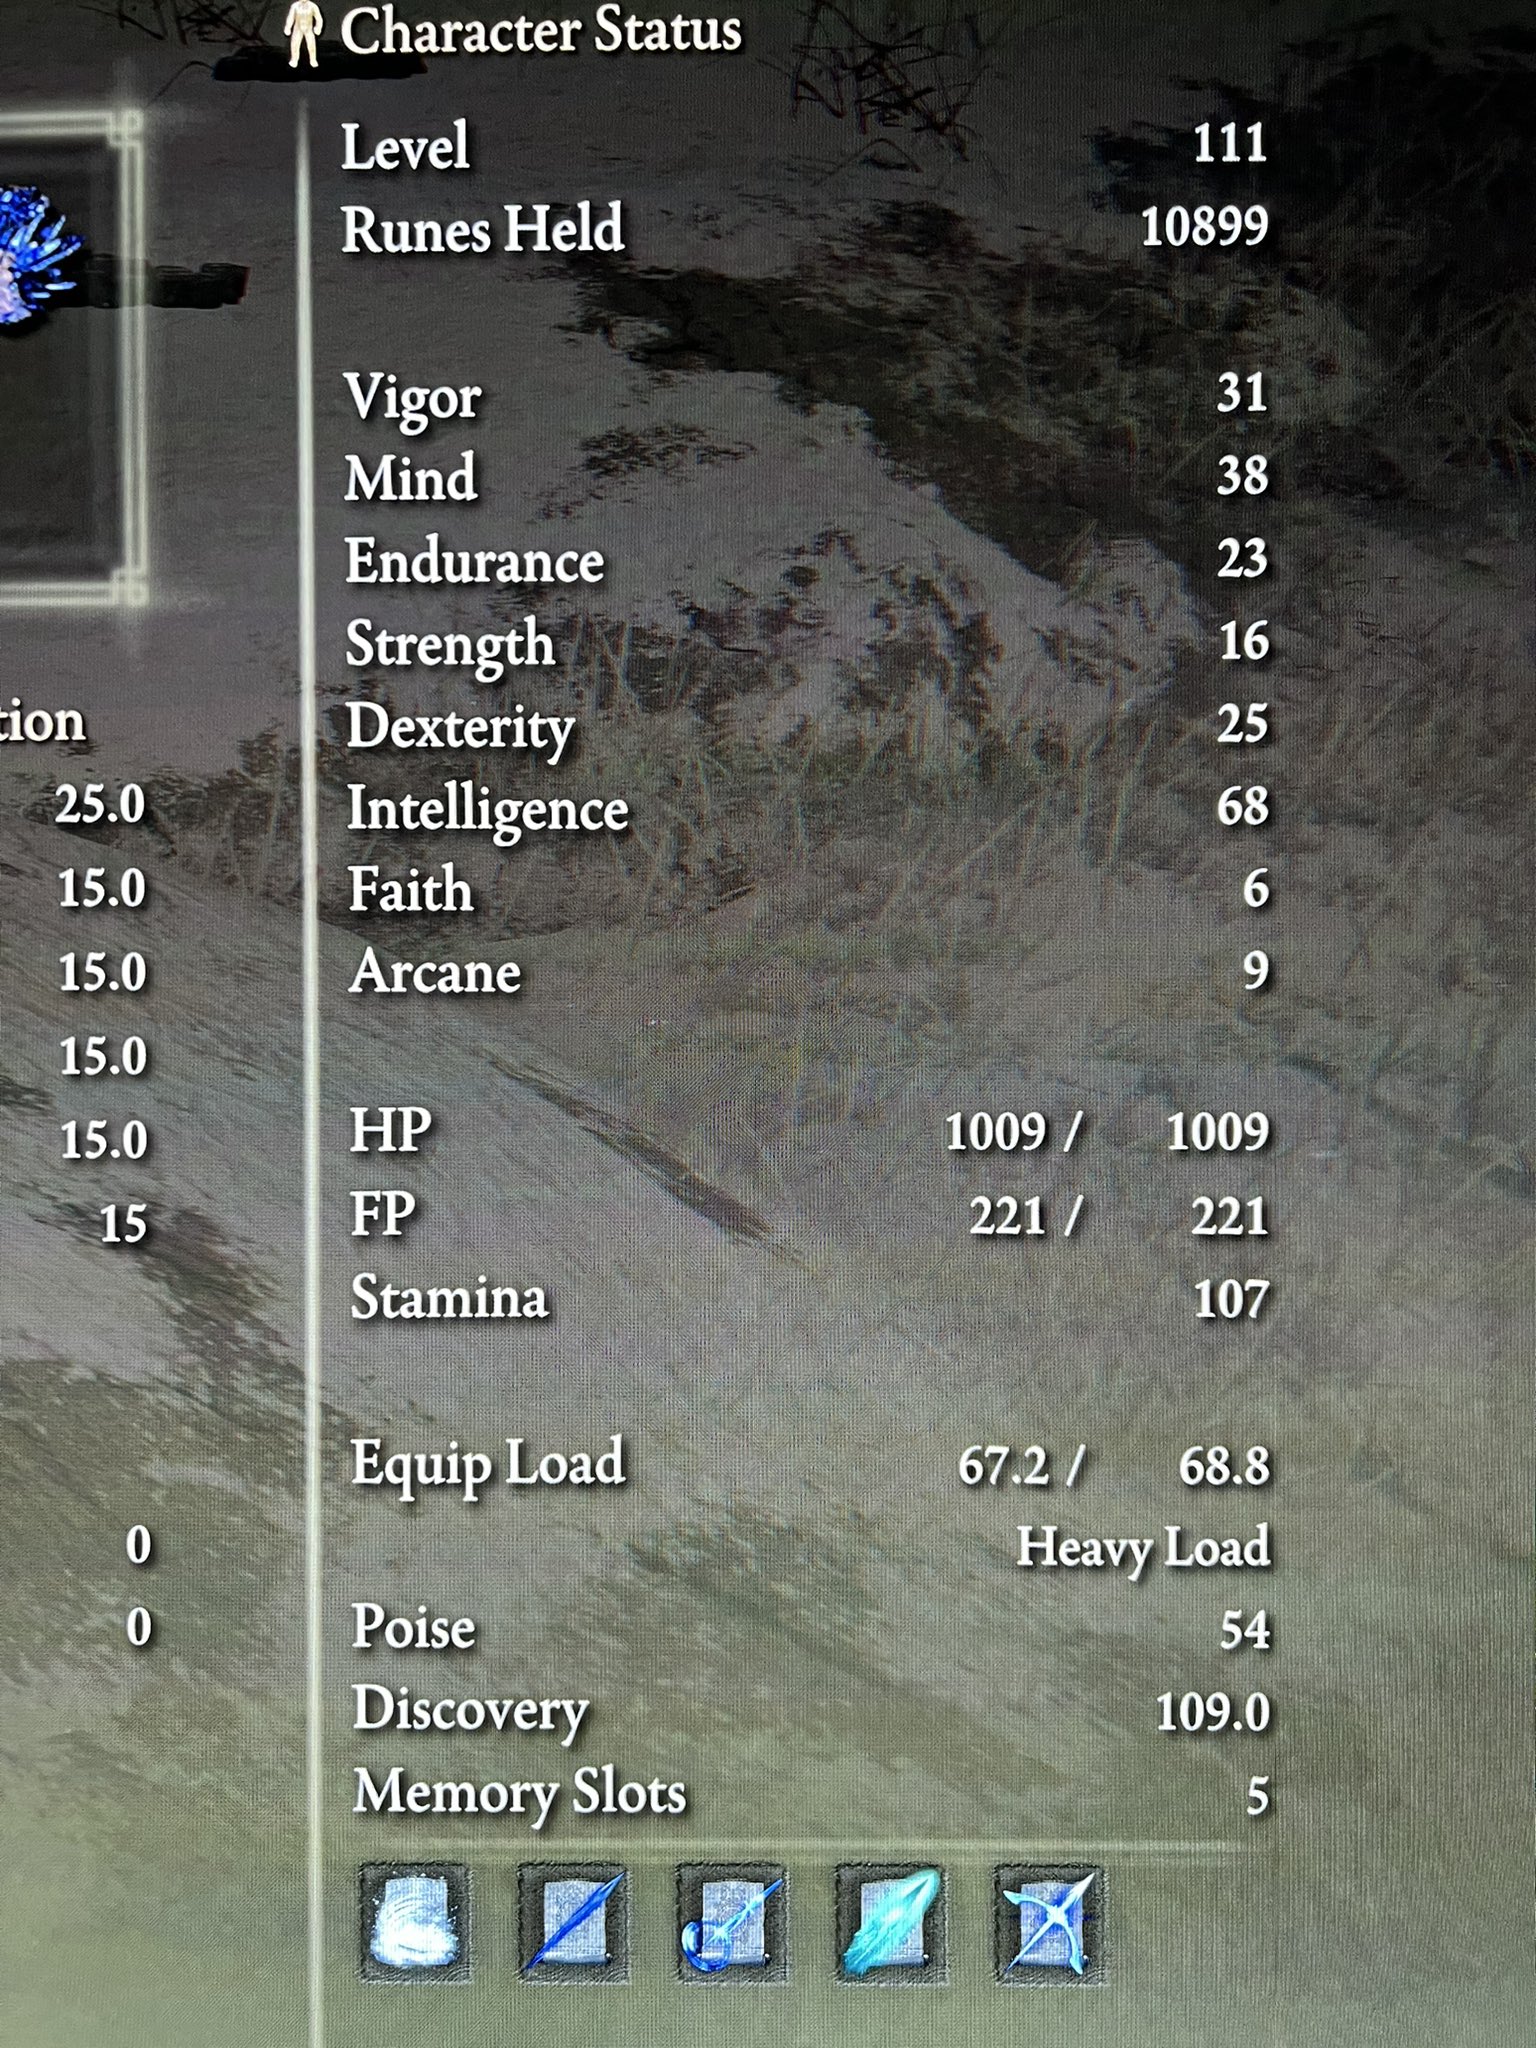 Character Status
Level 111
Runes Held 10899
Vigor 31
Mind 38
Endurance 23
Strength 16
tion
Dexterity 25
25.0
Intelligence 68
15.0
Faith 6
15.0
Arcane 9
15.0
15.0
HP 1009 / 1009
15
FP 221 / 221
Stamina 107
Equip Load 67.2 / 68.8
0
Heavy Load
0
Poise 54
Discovery 109.0
Memory Slots 5